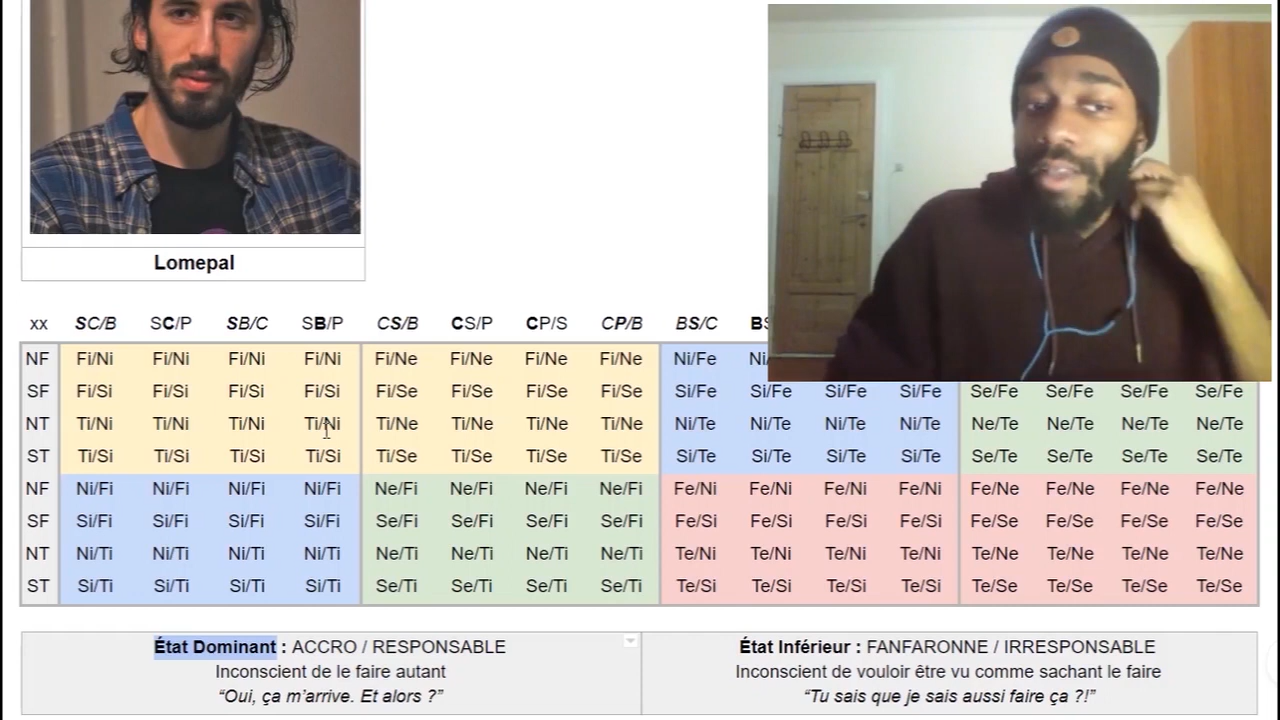 Lomepal
xx SC/B SC/P SB/C SB/P CS/B CS/P CP/S CP/B BS/C
NF Fi/Ni Fi/Ni Fi/Ni Fi/Ni Fi/Ne Fi/Ne Fi/Ne Fi/Ne Ni/Fe
SF Fi/Si Fi/Si Fi/Si Fi/Si Fi/Se Fi/Se Fi/Se Fi/Se Si/Fe Si/Fe Si/Fe Si/Fe Se/Fe Se/Fe Se/Fe Se/Fe
NT Ti/Ni Ti/Ni Ti/Ni Ti/Ni Ti/Ne Ti/Ne Ti/Ne Ti/Ne Ni/Te Ni/Te Ni/Te Ni/Te Ne/Te Ne/Te Ne/Te Ne/Te
ST Ti/Si Ti/Si Ti/Si Ti/Si Ti/Se Ti/Se Ti/Se Ti/Se Si/Te Si/Te Si/Te Si/Te Se/Te Se/Te Se/Te Se/Te
NF Ni/Fi Ni/Fi Ni/Fi Ni/Fi Ne/Fi Ne/Fi Ne/Fi Ne/Fi Fe/Ni Fe/Ni Fe/Ni Fe/Ni Fe/Ne Fe/Ne Fe/Ne Fe/Ne
SF Si/Fi Si/Fi Si/Fi Si/Fi Se/Fi Se/Fi Se/Fi Se/Fi Fe/Si Fe/Si Fe/Si Fe/Si Fe/Se Fe/Se Fe/Se Fe/Se
NT Ni/Ti Ni/Ti Ni/Ti Ni/Ti Ne/Ti Ne/Ti Ne/Ti Ne/Ti Te/Ni Te/Ni Te/Ni Te/Ni Te/Ne Te/Ne Te/Ne Te/Ne
ST Si/Ti Si/Ti Si/Ti Si/Ti Se/Ti Se/Ti Se/Ti Se/Ti Te/Si Te/Si Te/Si Te/Si Te/Se Te/Se Te/Se Te/Se
État Dominant : ACCRO / RESPONSABLE
Inconscient de le faire autant
“Oui, ça m’arrive. Et alors ?”
État Inférieur : FANFARONNE / IRRESPONSABLE
Inconscient de vouloir être vu comme sachant le faire
“Tu sais que je sais aussi faire ça ?!”